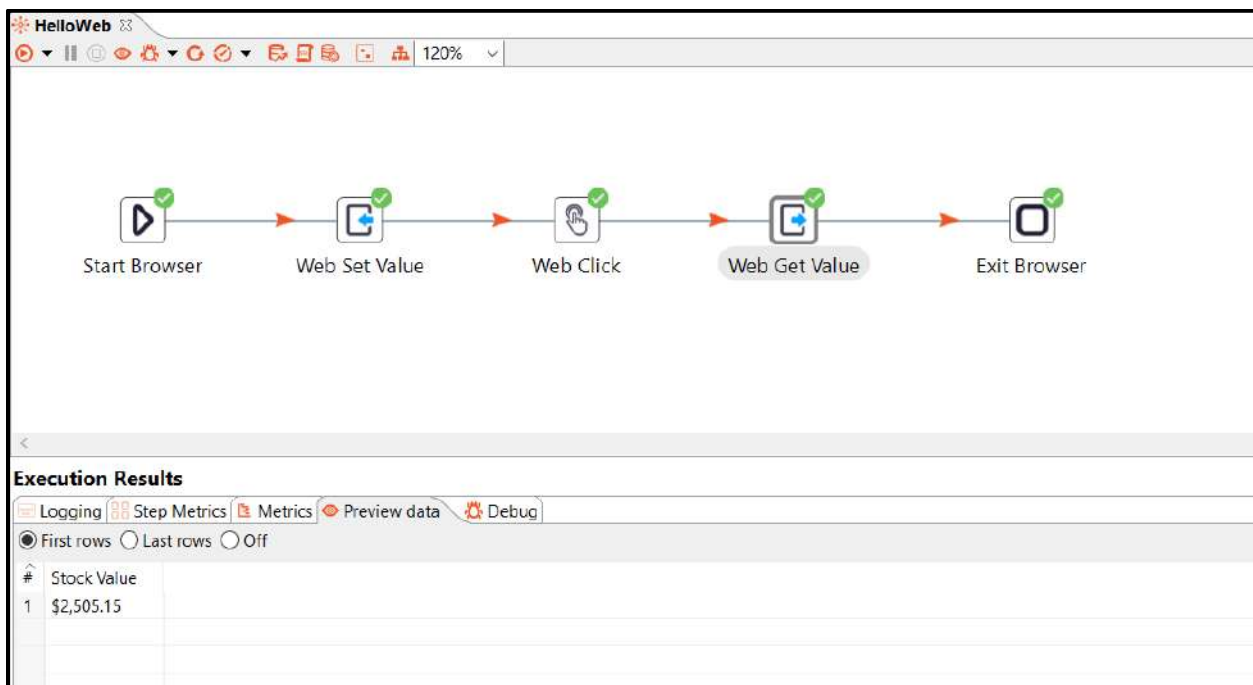 HelloWeb
120%
Start Browser Web Set Value Web Click Web Get Value Exit Browser
Execution Results
Logging Step Metrics Metrics Preview data Debug
First rows Last rows Off
# Stock Value
1 $2,505.15